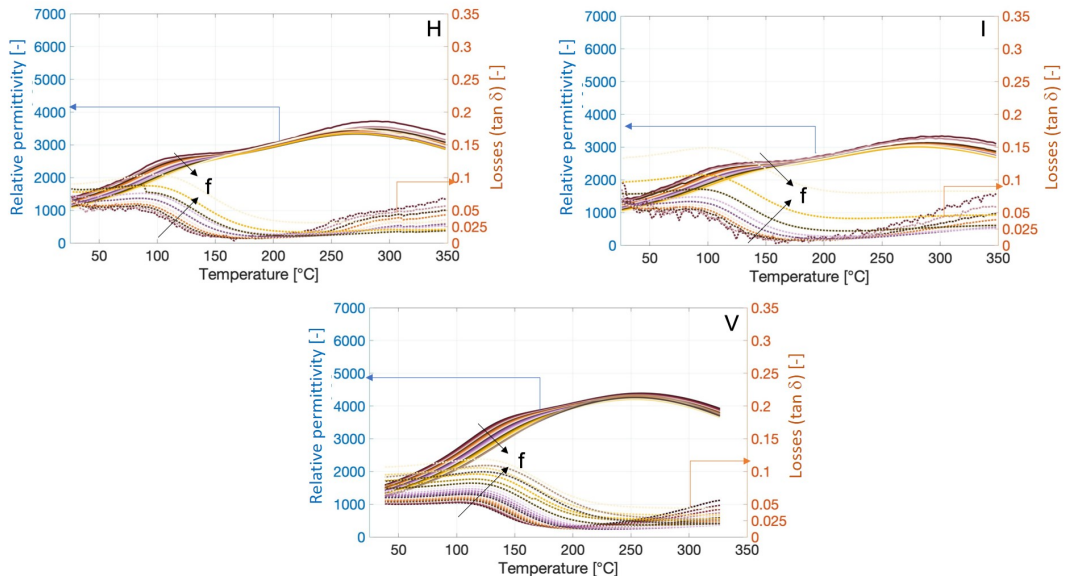 H
Relative permittivity [-]
7000
6000
5000
4000
3000
2000
1000
0
0.35
0.3
0.25
0.2
0.15
0.1
0.05
0.025
0
Losses (tan δ) [-]
f
50 100 150 200 250 300 350
Temperature [°C]
I
Relative permittivity [-]
7000
6000
5000
4000
3000
2000
1000
0
0.35
0.3
0.25
0.2
0.15
0.1
0.05
0.025
0
Losses (tan δ) [-]
f
50 100 150 200 250 300 350
Temperature [°C]
V
Relative permittivity [-]
7000
6000
5000
4000
3000
2000
1000
0
0.35
0.3
0.25
0.2
0.15
0.1
0.05
0.025
0
Losses (tan δ) [-]
f
50 100 150 200 250 300 350
Temperature [°C]